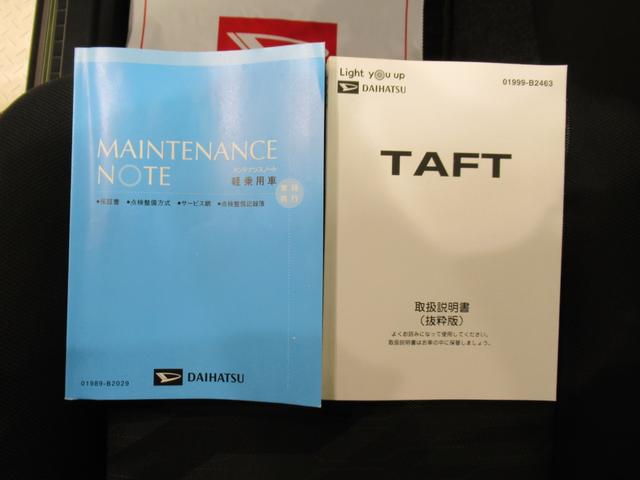 MAINTENANCE
NOTE
メンテナンスノート
軽乗用車
•保証書 •点検整備方式 •サービス網 •点検整備記録簿
DAIHATSU
01989-B2029
Light you up
DAIHATSU
01999-B2463
TAFT
取扱説明書
(抜粋版)
よくお読みになって使用してください。
取扱説明書はお車の中に保管しましょう。